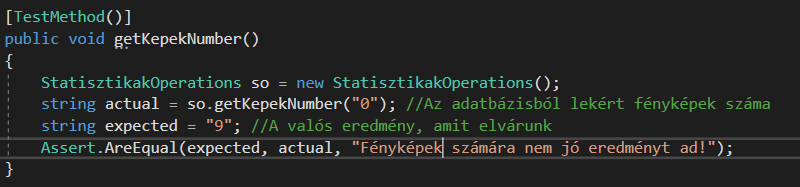 [TestMethod()]
public void getKepekNumber()
{
StatisztikakOperations so = new StatisztikakOperations();
string actual = so.getKepekNumber("0"); //Az adatbázisból lekért fényképek száma
string expected = "9"; //A valós eredmény, amit elvárunk
Assert.AreEqual(expected, actual, "Fényképek számára nem jó eredményt ad!");
}